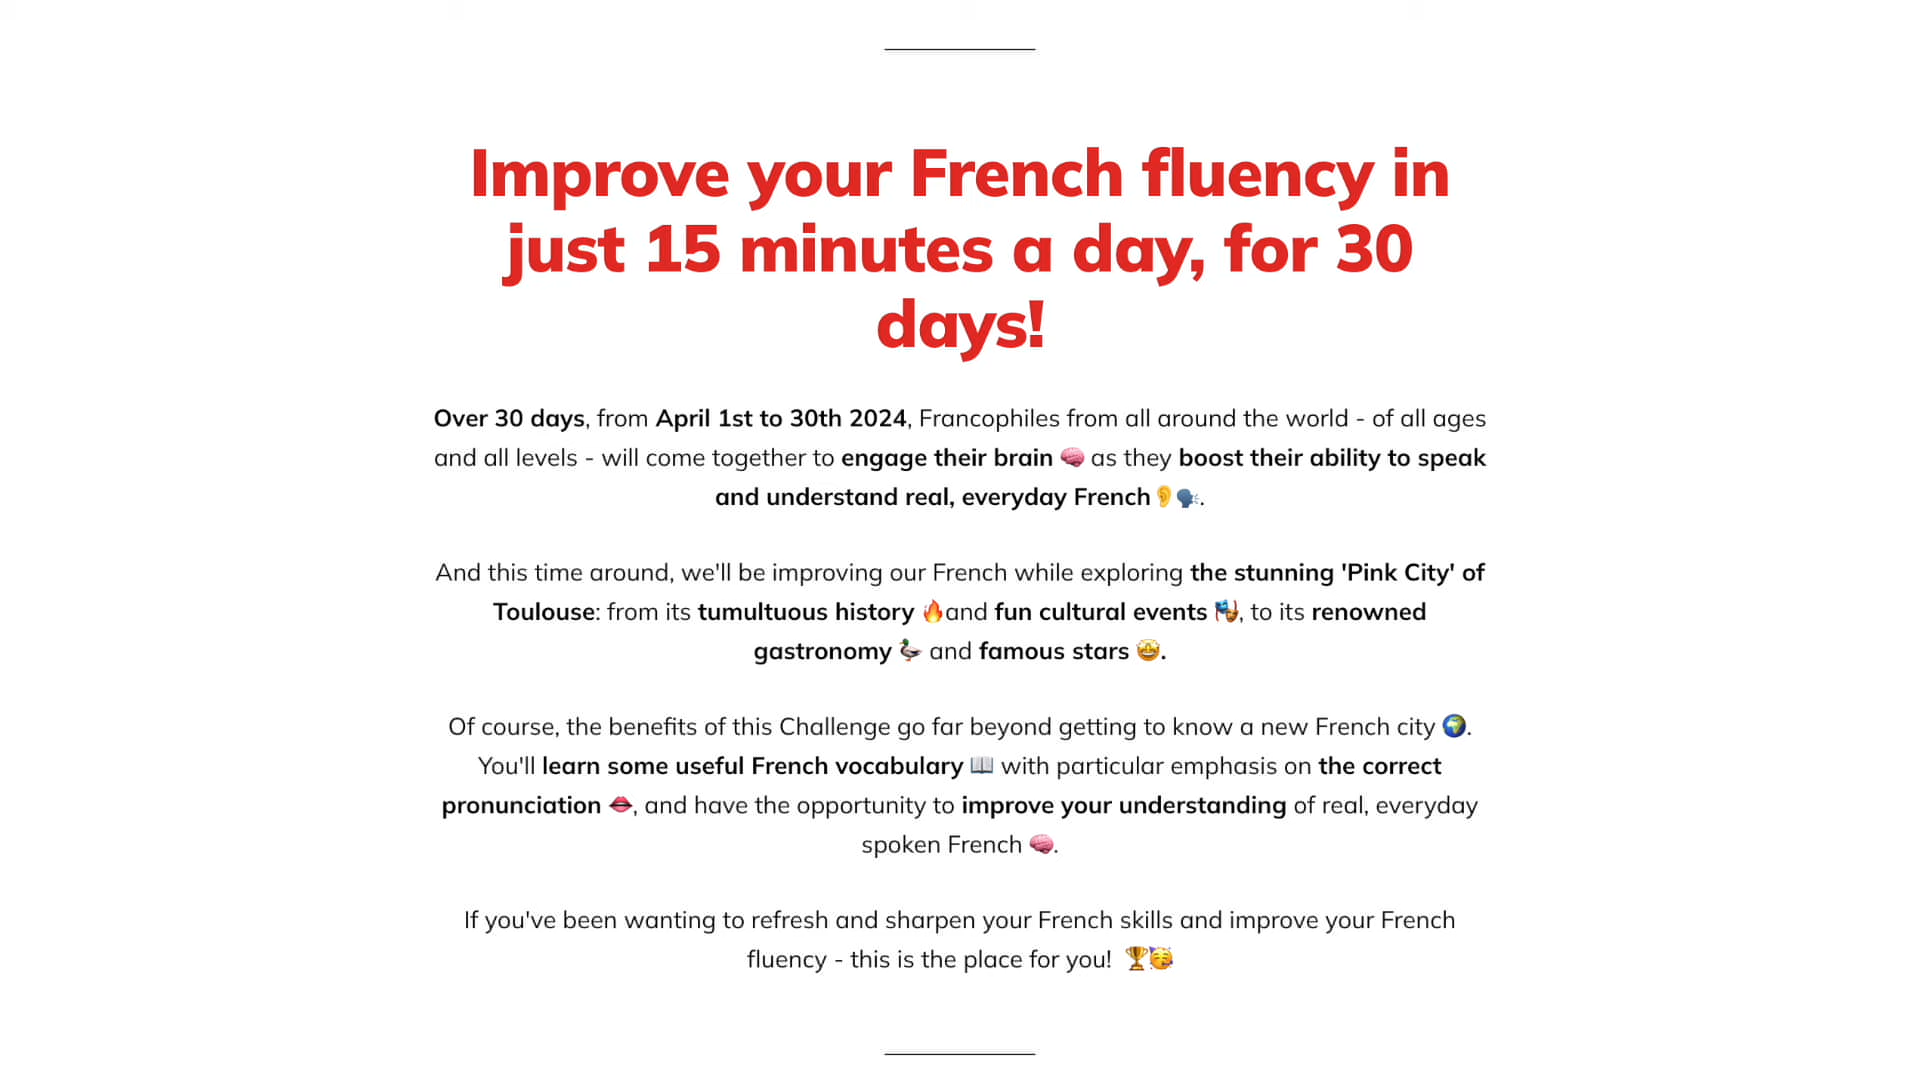 Improve your French fluency in
just 15 minutes a day, for 30
days!
Over 30 days, from April 1st to 30th 2024, Francophiles from all around the world - of all ages
and all levels - will come together to engage their brain 🧠 as they boost their ability to speak
and understand real, everyday French👂🗣️.
And this time around, we'll be improving our French while exploring the stunning 'Pink City' of
Toulouse: from its tumultuous history 🔥and fun cultural events 🎭, to its renowned
gastronomy 🦆 and famous stars 🤩.
Of course, the benefits of this Challenge go far beyond getting to know a new French city 🌍.
You'll learn some useful French vocabulary 📖 with particular emphasis on the correct
pronunciation 👄, and have the opportunity to improve your understanding of real, everyday
spoken French 🧠.
If you've been wanting to refresh and sharpen your French skills and improve your French
fluency - this is the place for you! 🏆🥳